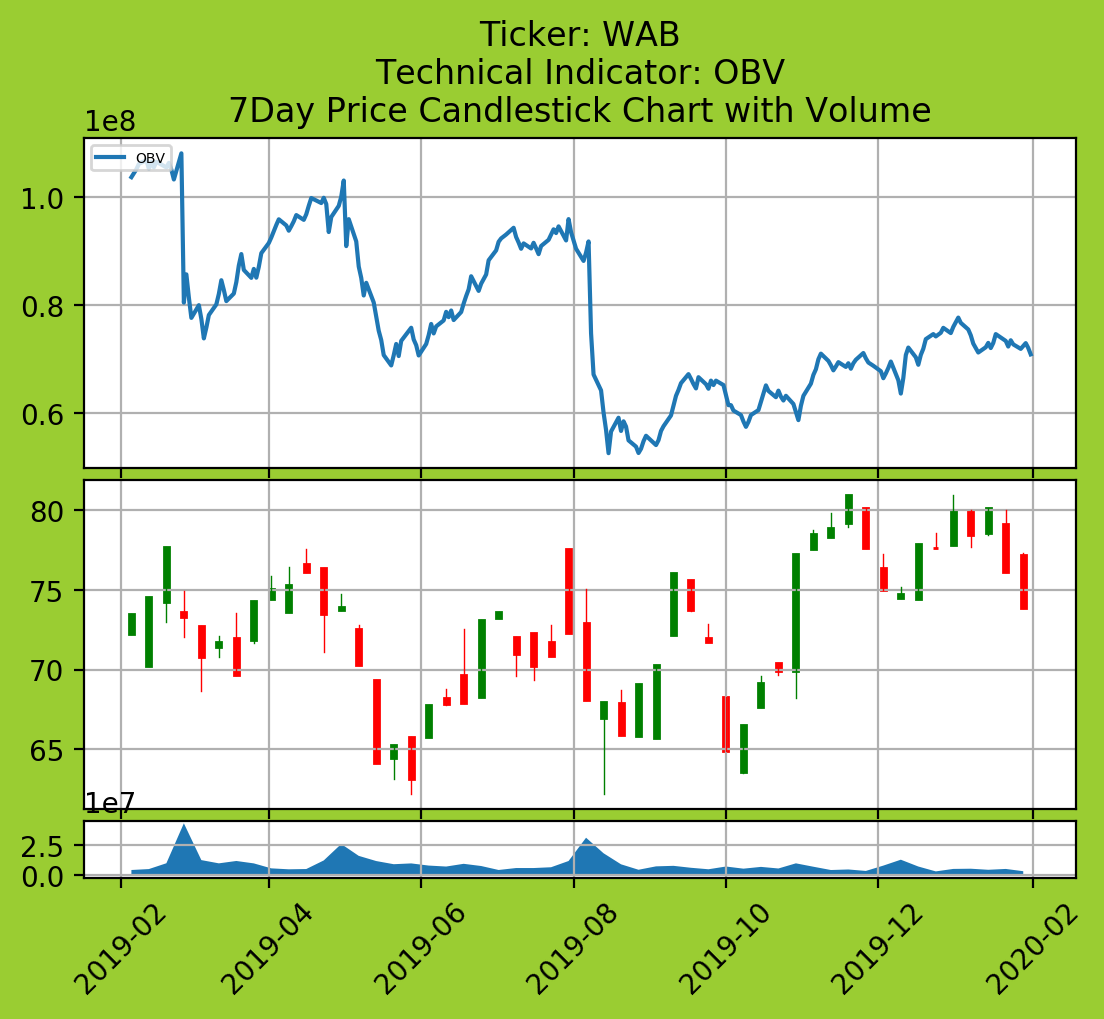 Ticker: WAB
Technical Indicator: OBV
7Day Price Candlestick Chart with Volume
1e8
OBV
1.0
0.8
0.6
80
75
70
65
1e7
2.5
0.0
2019-02
2019-04
2019-06
2019-08
2019-10
2019-12
2020-02